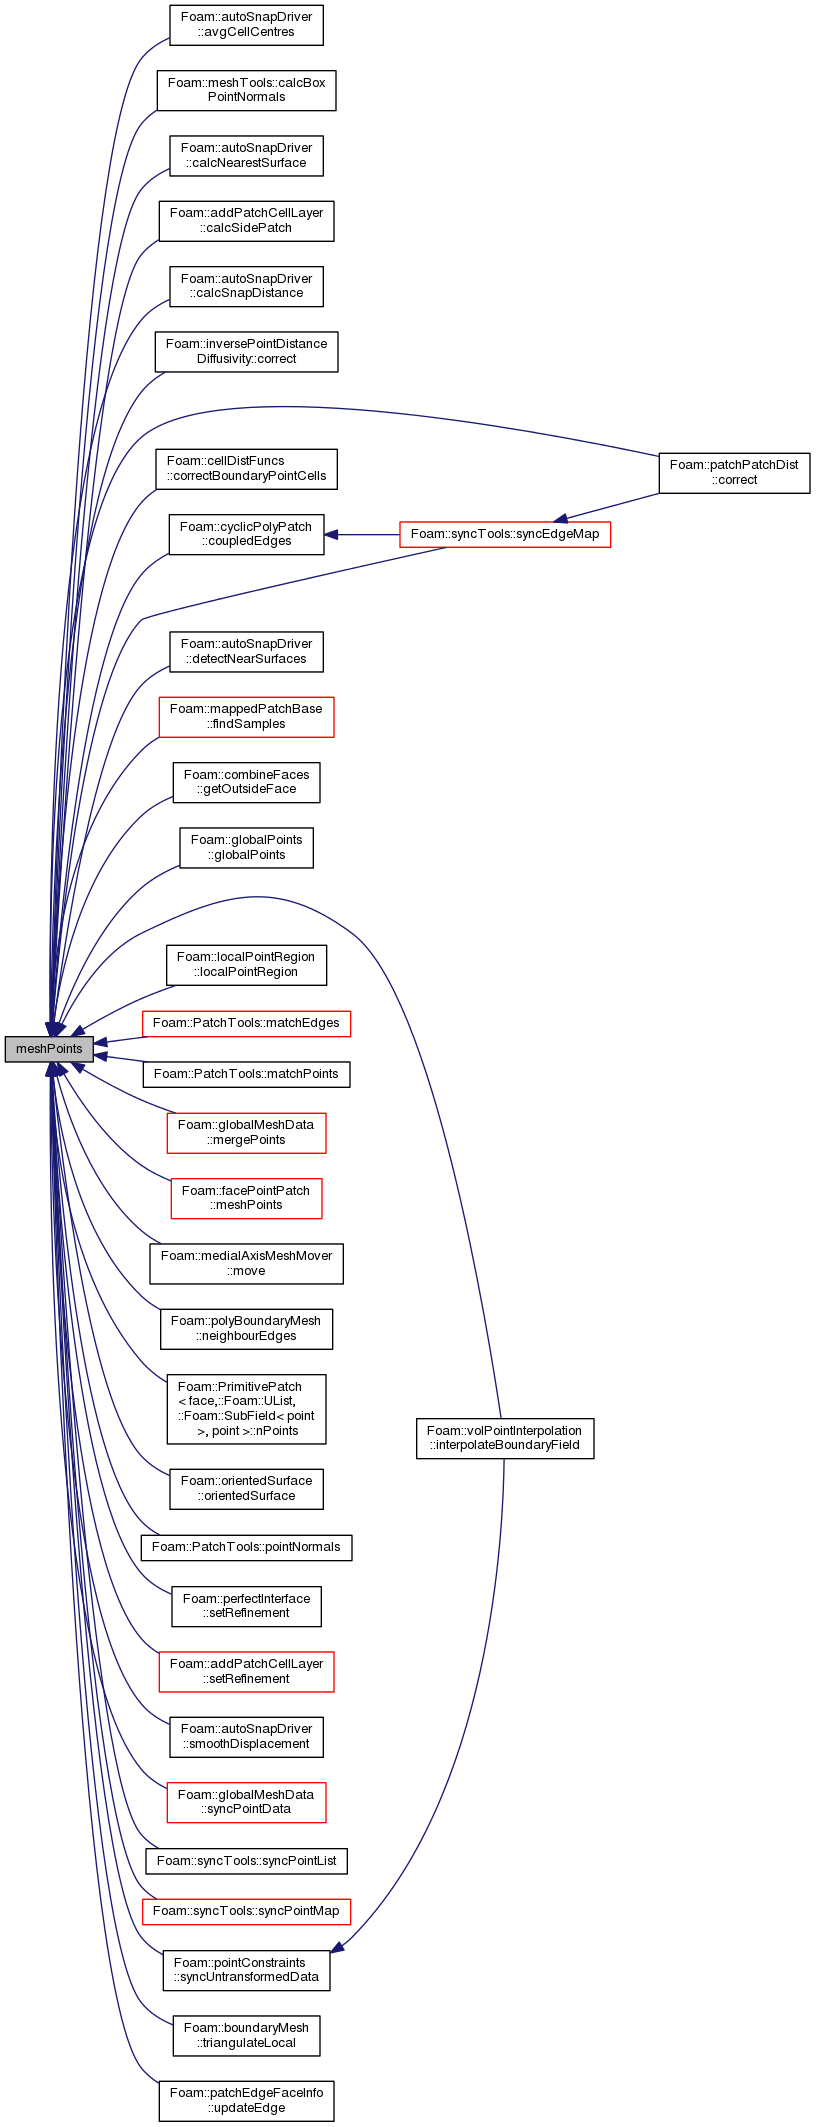 Foam::autoSnapDriver
::avgCellCentres
Foam::meshTools::calcBox
PointNormals
Foam::autoSnapDriver
::calcNearestSurface
Foam::addPatchCellLayer
::calcSidePatch
Foam::autoSnapDriver
::calcSnapDistance
Foam::inversePointDistance
Diffusivity::correct
Foam::patchPatchDist
::correct
Foam::cellDistFuncs
::correctBoundaryPointCells
Foam::cyclicPolyPatch
::coupledEdges
Foam::syncTools::syncEdgeMap
Foam::autoSnapDriver
::detectNearSurfaces
Foam::mappedPatchBase
::findSamples
Foam::combineFaces
::getOutsideFace
Foam::globalPoints
::globalPoints
Foam::localPointRegion
::localPointRegion
Foam::PatchTools::matchEdges
meshPoints
Foam::PatchTools::matchPoints
Foam::globalMeshData
::mergePoints
Foam::facePointPatch
::meshPoints
Foam::medialAxisMeshMover
::move
Foam::polyBoundaryMesh
::neighbourEdges
Foam::PrimitivePatch
< face,::Foam::UList,
::Foam::SubField< point
>, point >::nPoints
Foam::volPointInterpolation
::interpolateBoundaryField
Foam::orientedSurface
::orientedSurface
Foam::PatchTools::pointNormals
Foam::perfectInterface
::setRefinement
Foam::addPatchCellLayer
::setRefinement
Foam::autoSnapDriver
::smoothDisplacement
Foam::globalMeshData
::syncPointData
Foam::syncTools::syncPointList
Foam::syncTools::syncPointMap
Foam::pointConstraints
::syncUntransformedData
Foam::boundaryMesh
::triangulateLocal
Foam::patchEdgeFaceInfo
::updateEdge